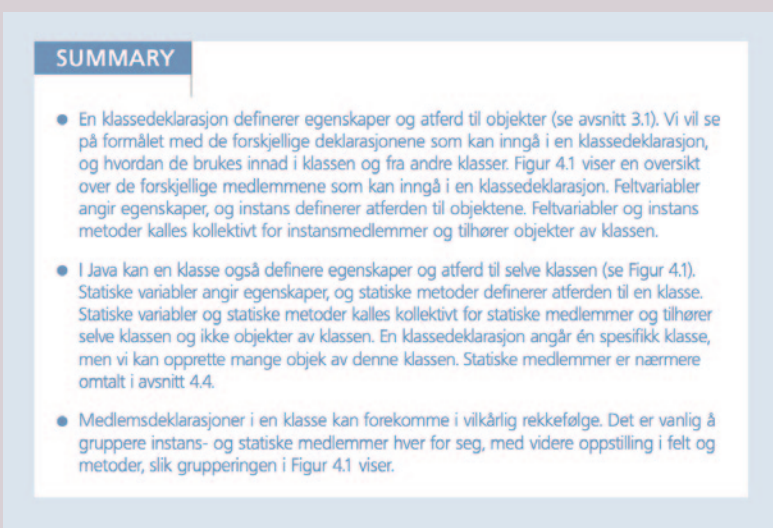 SUMMARY
● En klassedeklarasjon definerer egenskaper og atferd til objekter (se avsnitt 3.1). Vi vil se
på formålet med de forskjellige deklarasjonene som kan inngå i en klassedeklarasjon,
og hvordan de brukes innad i klassen og fra andre klasser. Figur 4.1 viser en oversikt
over de forskjellige medlemmene som kan inngå i en klassedeklarasjon. Feltvariabler
angir egenskaper, og instans definerer atferden til objektene. Feltvariabler og instans
metoder kalles kollektivt for instansmedlemmer og tilhører objekter av klassen.
● I Java kan en klasse også definere egenskaper og atferd til selve klassen (se Figur 4.1).
Statiske variabler angir egenskaper, og statiske metoder definerer atferden til en klasse.
Statiske variabler og statiske metoder kalles kollektivt for statiske medlemmer og tilhører
selve klassen og ikke objekter av klassen. En klassedeklarasjon angår én spesifikk klasse,
men vi kan opprette mange objek av denne klassen. Statiske medlemmer er nærmere
omtalt i avsnitt 4.4.
● Medlemsdeklarasjoner i en klasse kan forekomme i vilkårlig rekkefølge. Det er vanlig å
gruppere instans- og statiske medlemmer hver for seg, med videre oppstilling i felt og
metoder, slik grupperingen i Figur 4.1 viser.